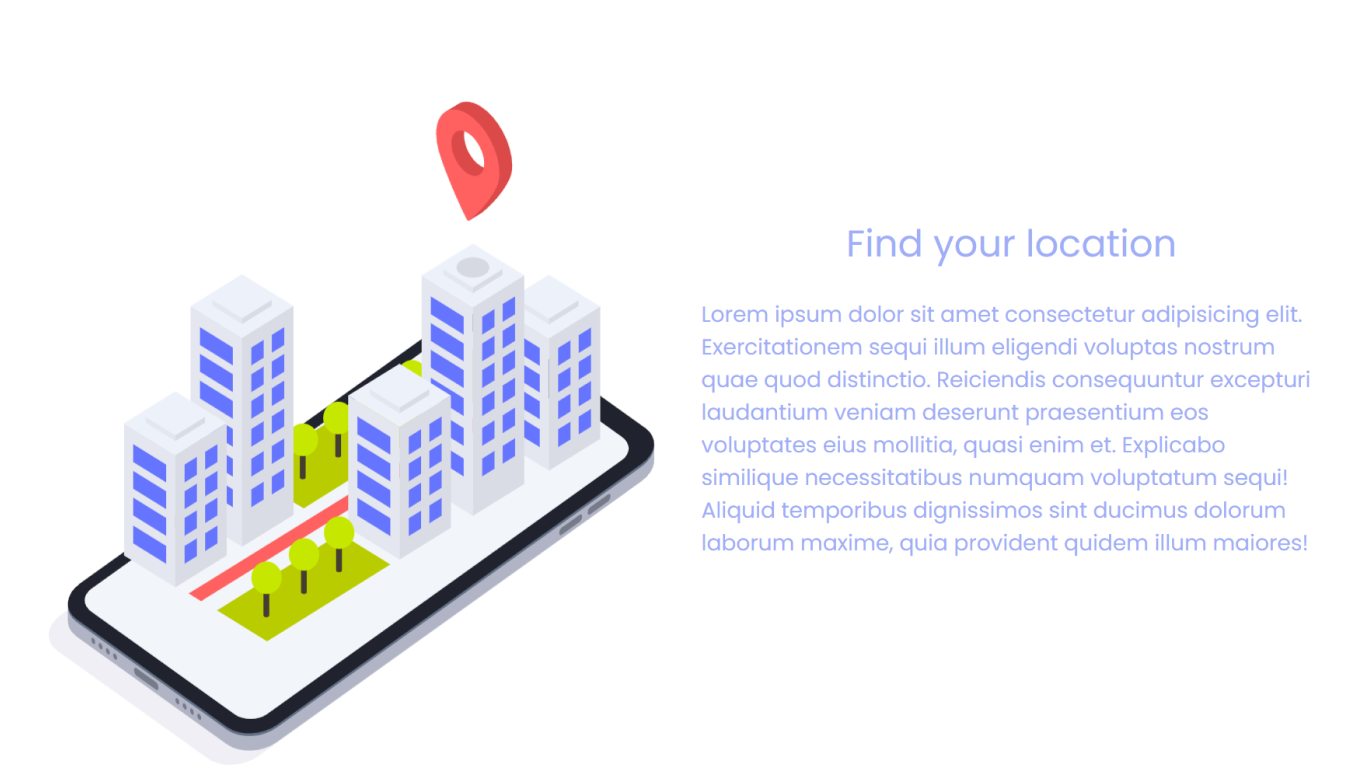 Find your location
Lorem ipsum dolor sit amet consectetur adipisicing elit.
Exercitationem sequi illum eligendi voluptas nostrum
quae quod distinctio. Reiciendis consequuntur excepturi
laudantium veniam deserunt praesentium eos
voluptates eius mollitia, quasi enim et. Explicabo
similique necessitatibus numquam voluptatum sequi!
Aliquid temporibus dignissimos sint ducimus dolorum
laborum maxime, quia provident quidem illum maiores!